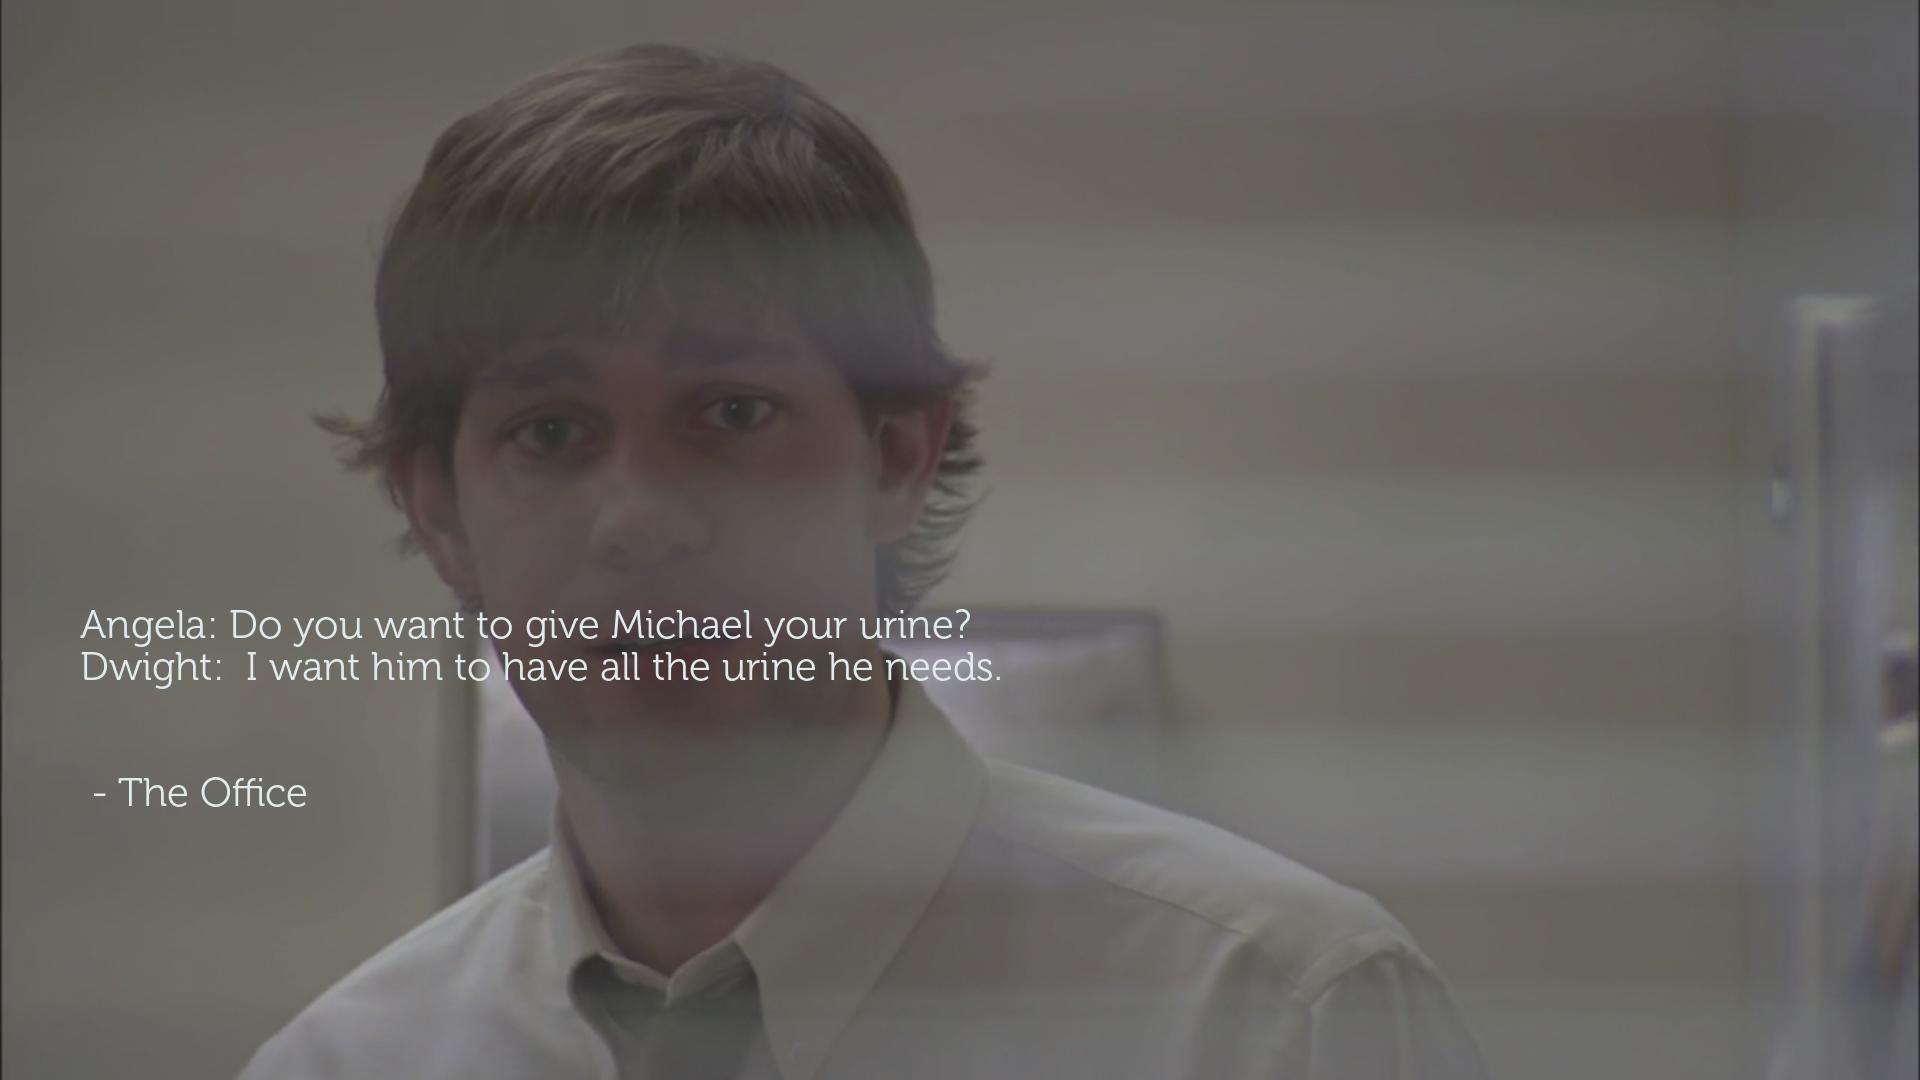 Angela: Do you want to give Michael your urine?
Dwight:  I want him to have all the urine he needs.
- The Office